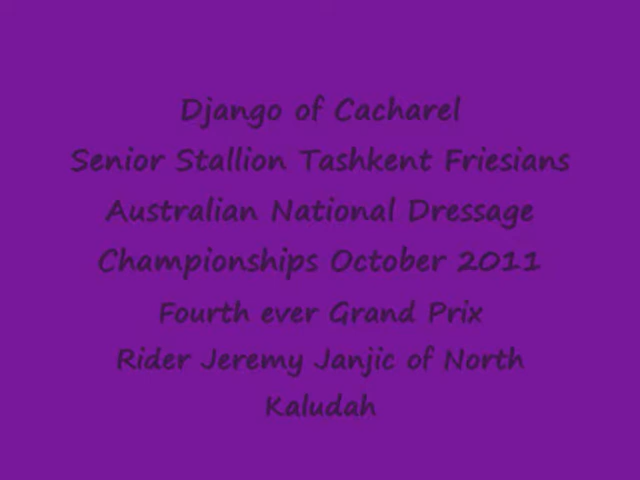 Django of Cacharel
Senior Stallion Tashkent Friesians
Australian National Dressage
Championships October 2011
Fourth ever Grand Prix
Rider Jeremy Janjic of North
Kaludah